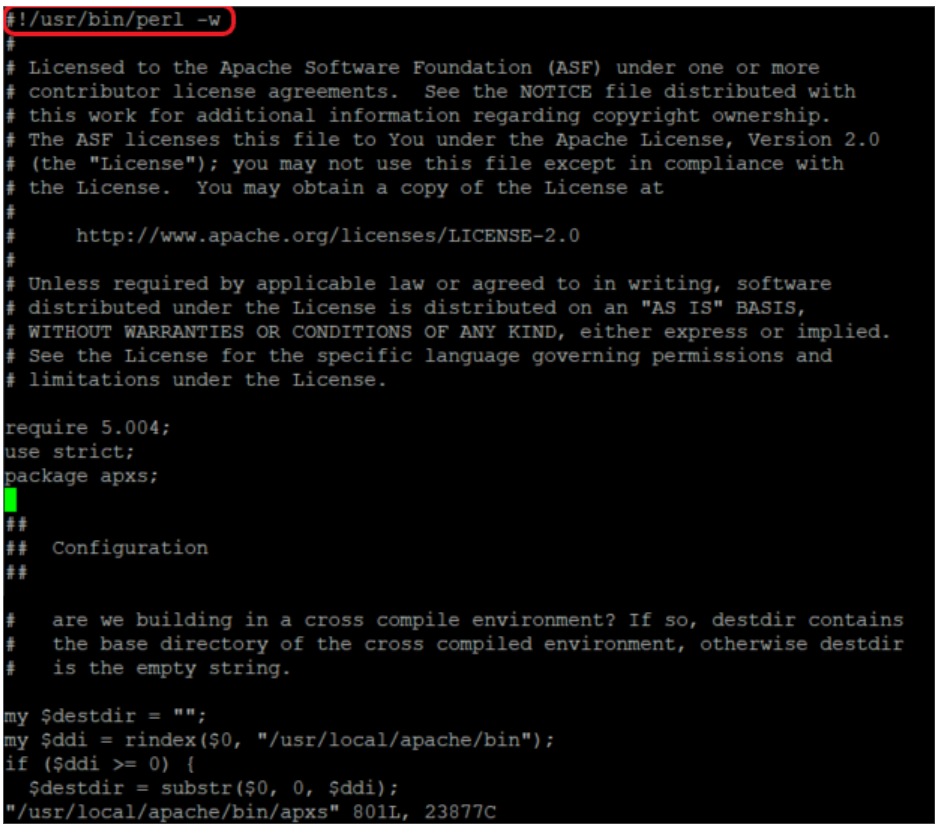 #!/usr/bin/perl -w
#
# Licensed to the Apache Software Foundation (ASF) under one or more
# contributor license agreements.  See the NOTICE file distributed with
# this work for additional information regarding copyright ownership.
# The ASF licenses this file to You under the Apache License, Version 2.0
# (the "License"); you may not use this file except in compliance with
# the License.  You may obtain a copy of the License at
#
#     http://www.apache.org/licenses/LICENSE-2.0
#
# Unless required by applicable law or agreed to in writing, software
# distributed under the License is distributed on an "AS IS" BASIS,
# WITHOUT WARRANTIES OR CONDITIONS OF ANY KIND, either express or implied.
# See the License for the specific language governing permissions and
# limitations under the License.

require 5.004;
use strict;
package apxs;

##
##  Configuration
##

#   are we building in a cross compile environment? If so, destdir contains
#   the base directory of the cross compiled environment, otherwise destdir
#   is the empty string.

my $destdir = "";
my $ddi = rindex($0, "/usr/local/apache/bin");
if ($ddi >= 0) {
  $destdir = substr($0, 0, $ddi);
"/usr/local/apache/bin/apxs" 801L, 23877C